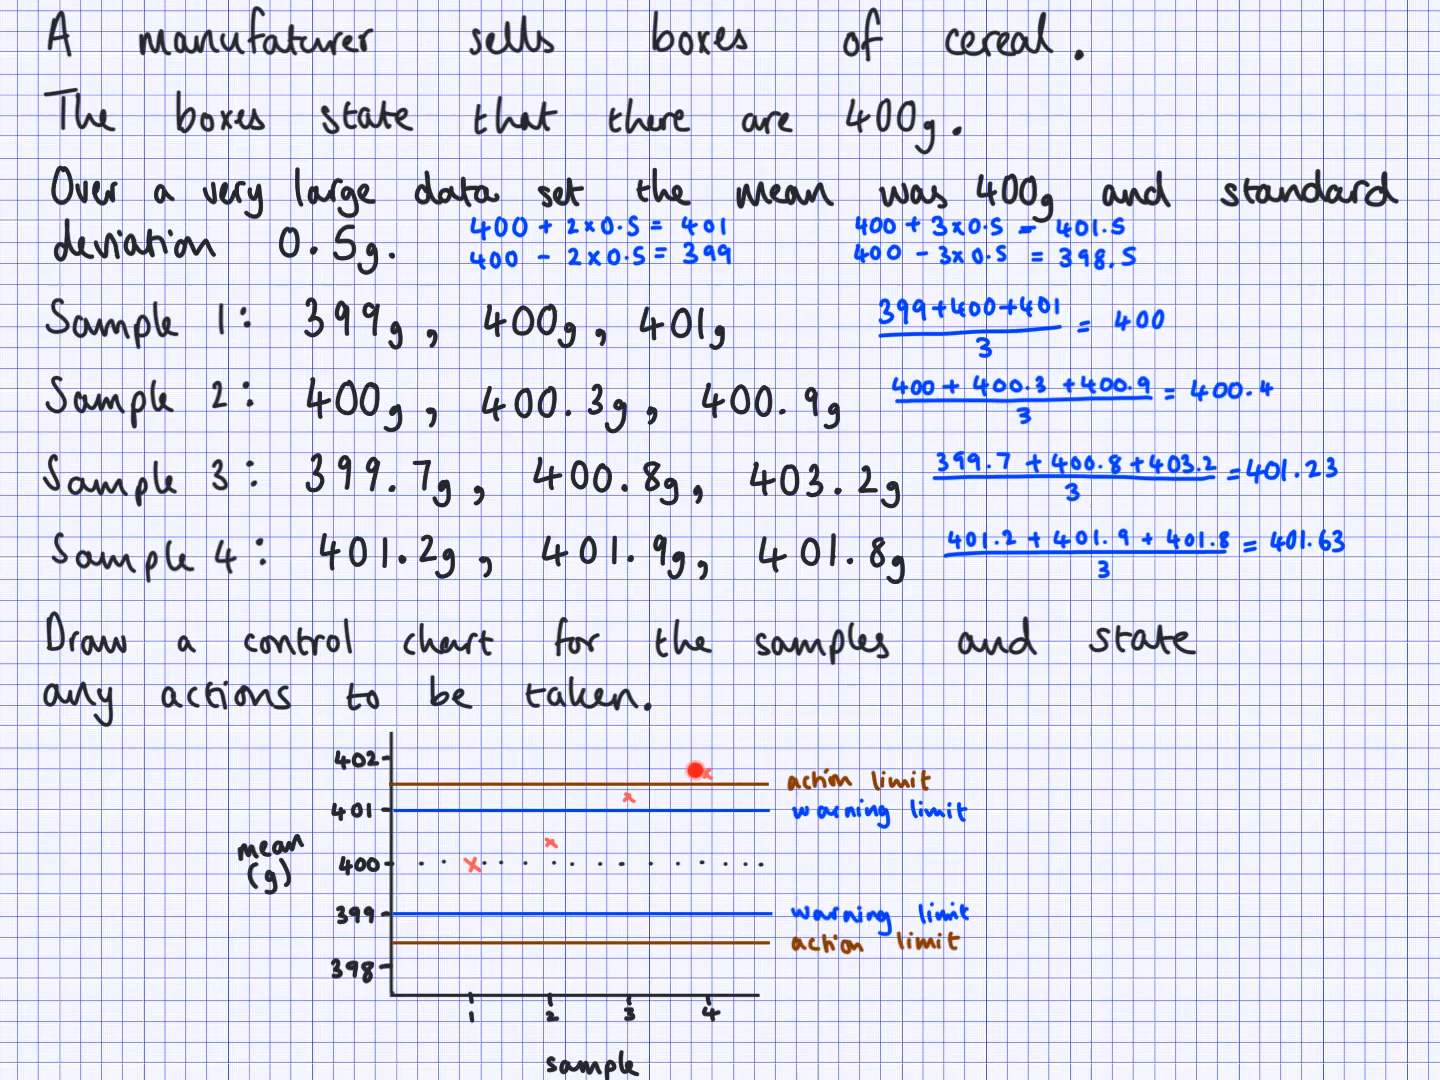 A manufaturer sells boxes of cereal.
The boxes state that there are 400g.
Over a very large data set the mean was 400g and standard
deviation 0.5g.
400 + 2×0.5 = 401
400 - 2×0.5 = 399
400 + 3×0.5 = 401.5
400 - 3×0.5 = 398.5
Sample 1: 399g, 400g, 401g
399+400+401
3
= 400
Sample 2: 400g, 400.3g, 400.9g
400 + 400.3 + 400.9
3
= 400.4
Sample 3: 399.7g, 400.8g, 403.2g
399.7 + 400.8 + 403.2
3
= 401.23
Sample 4: 401.2g, 401.9g, 401.8g
401.2 + 401.9 + 401.8
3
= 401.63
Draw a control chart for the samples and state
any actions to be taken.
402
action limit
401
warning limit
mean
(g)
400
399
warning limit
action limit
398
1 2 3 4
sample